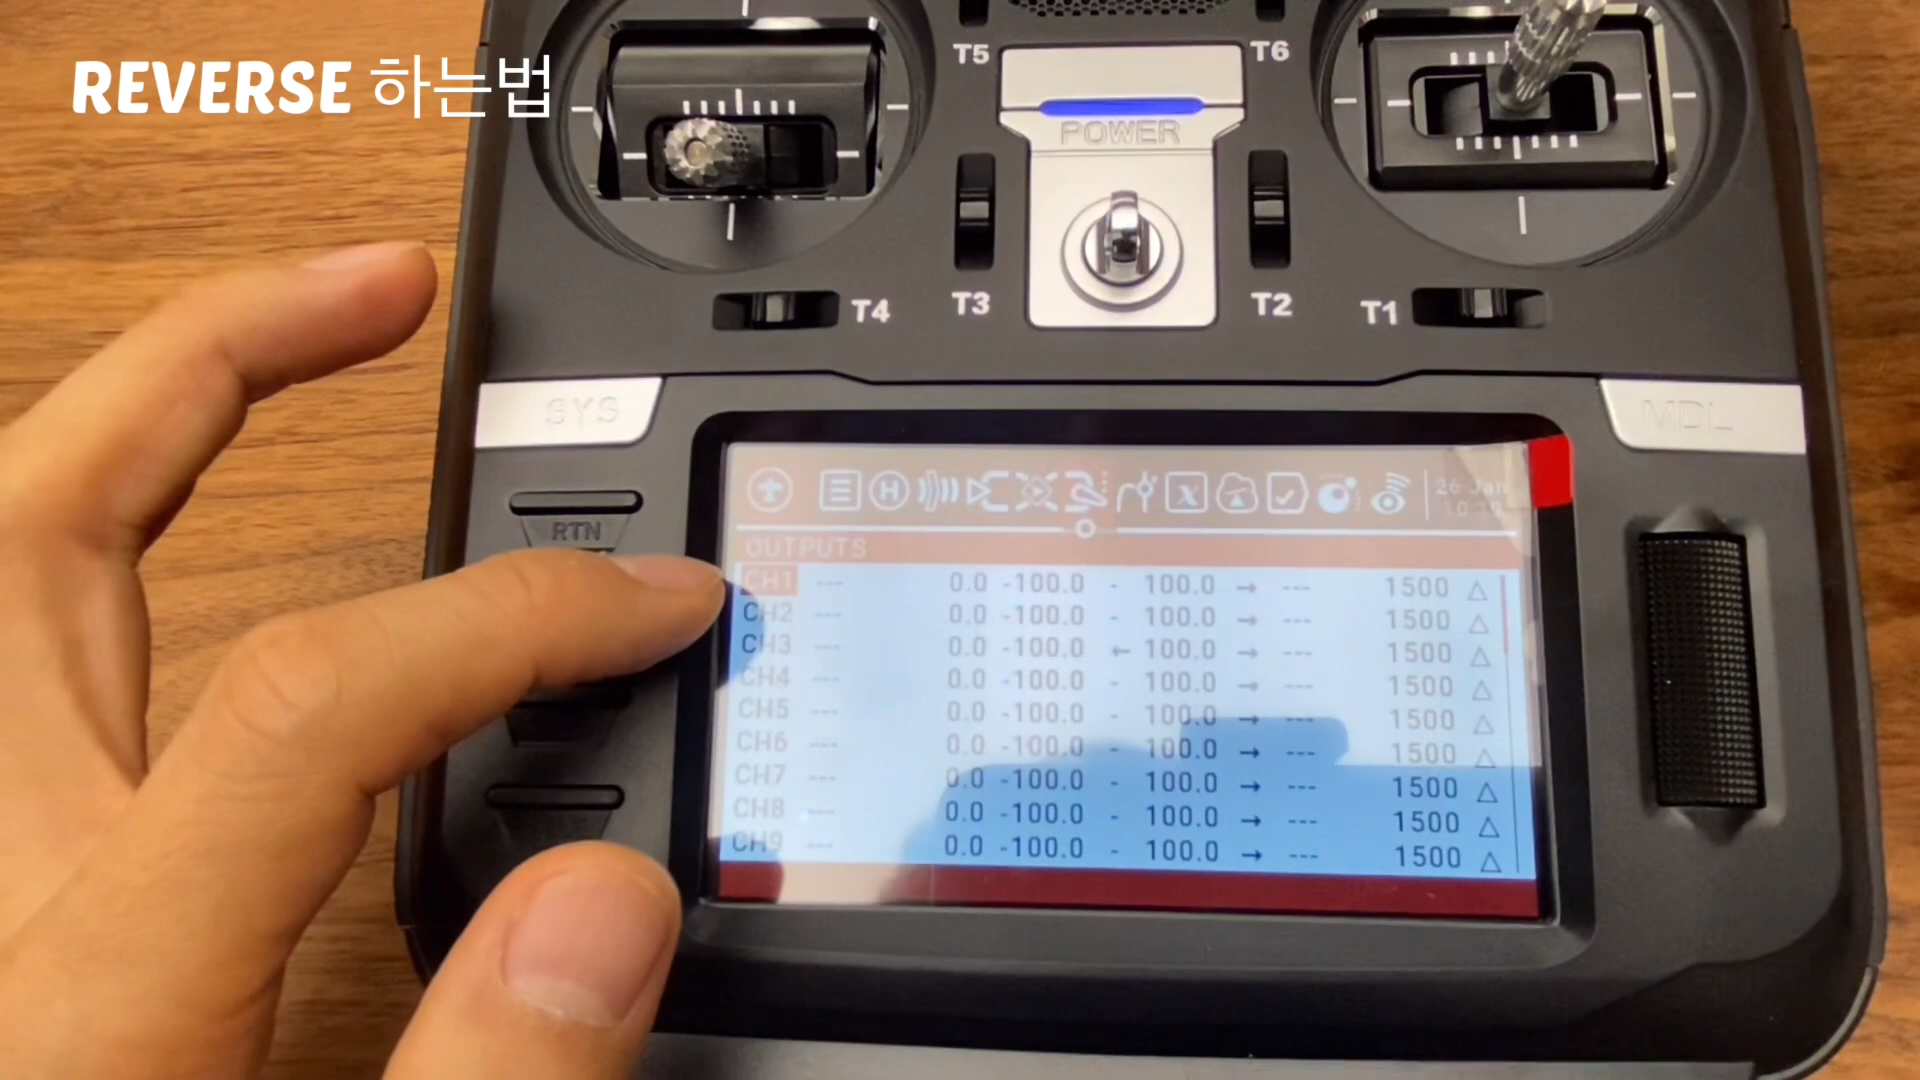 REVERSE 하는법
T5
T6
POWER
T4
T3
T2
T1
SYS
MDL
RTN
26 Jan
10:19
OUTPUTS
CH1 --- 0.0 -100.0 - 100.0 → --- 1500 △
CH2 --- 0.0 -100.0 - 100.0 → --- 1500 △
CH3 --- 0.0 -100.0 ← 100.0 → --- 1500 △
CH4 --- 0.0 -100.0 - 100.0 → --- 1500 △
CH5 --- 0.0 -100.0 - 100.0 → --- 1500 △
CH6 --- 0.0 -100.0 - 100.0 → --- 1500 △
CH7 --- 0.0 -100.0 - 100.0 → --- 1500 △
CH8 --- 0.0 -100.0 - 100.0 → --- 1500 △
CH9 --- 0.0 -100.0 - 100.0 → --- 1500 △